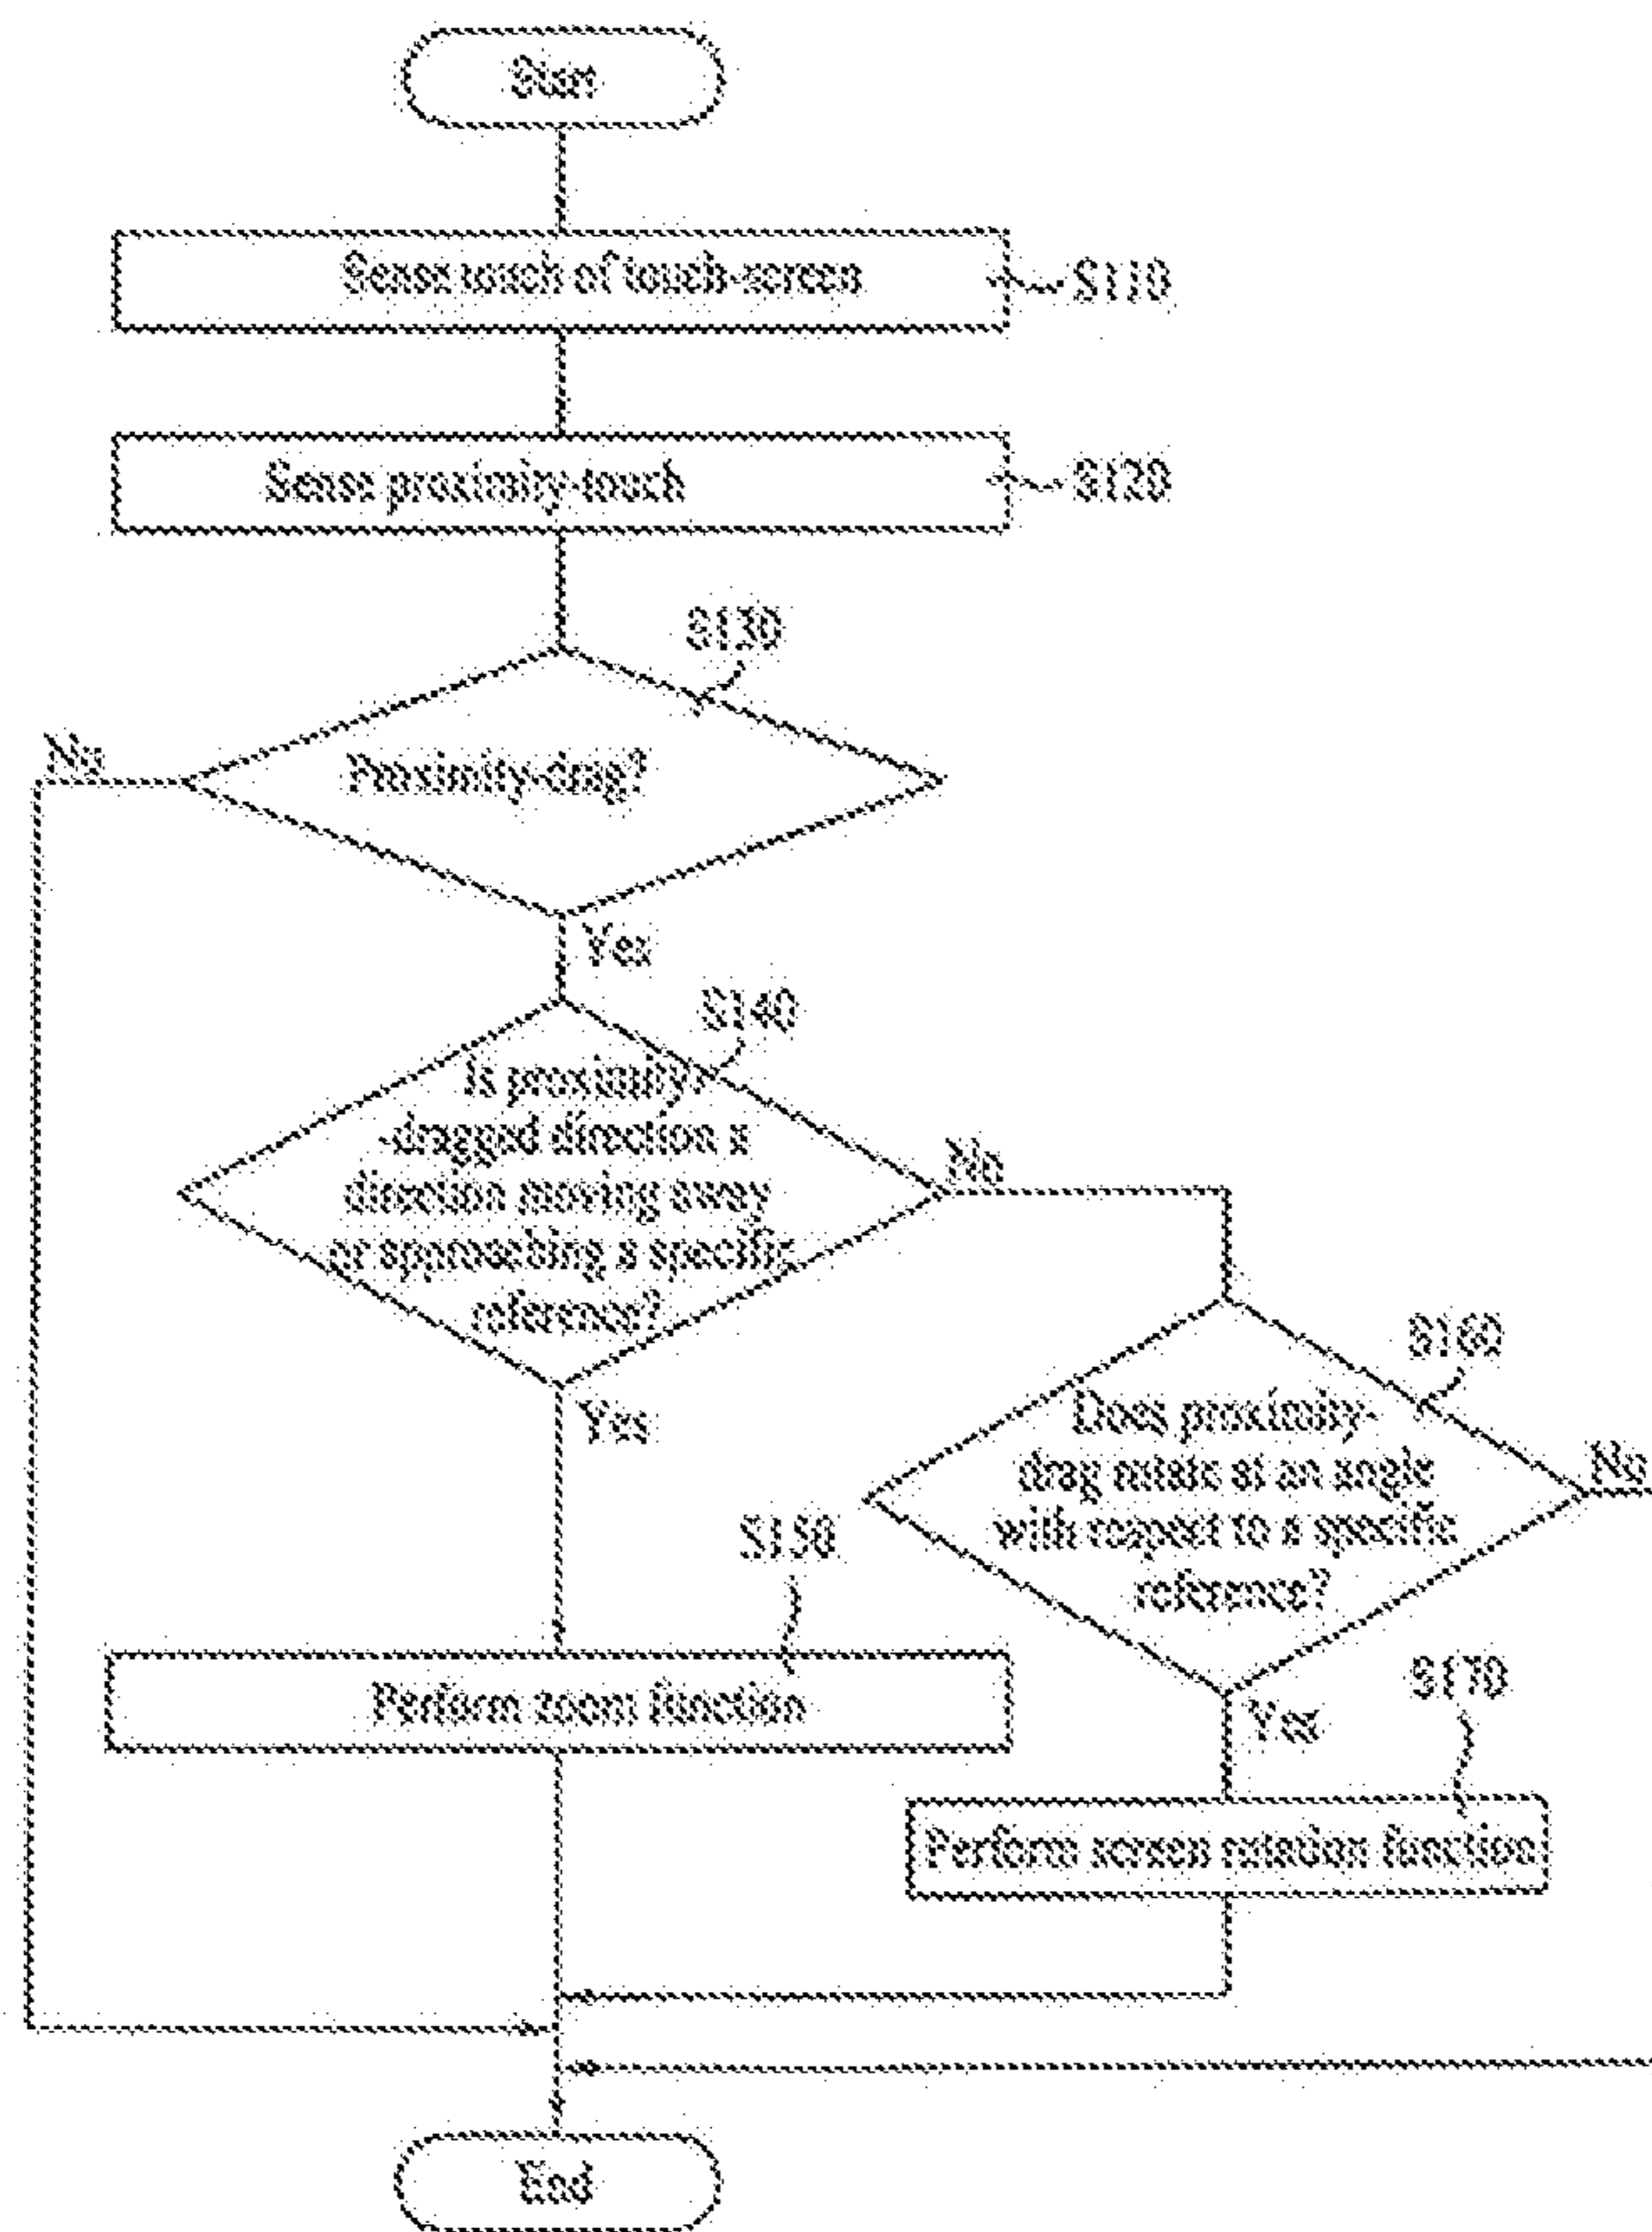 Start
Sense touch of touch-screen
S110
Sense proximity-touch
S120
S130
No
Proximity-drag?
Yes
S140
Is proximity-
-dragged direction a
direction moving away
or approaching a specific
reference?
No
Yes
S160
Does proximity-
drag rotate at an angle
with respect to a specific
reference?
No
S150
Perform zoom function
Yes
S170
Perform screen rotation function
End